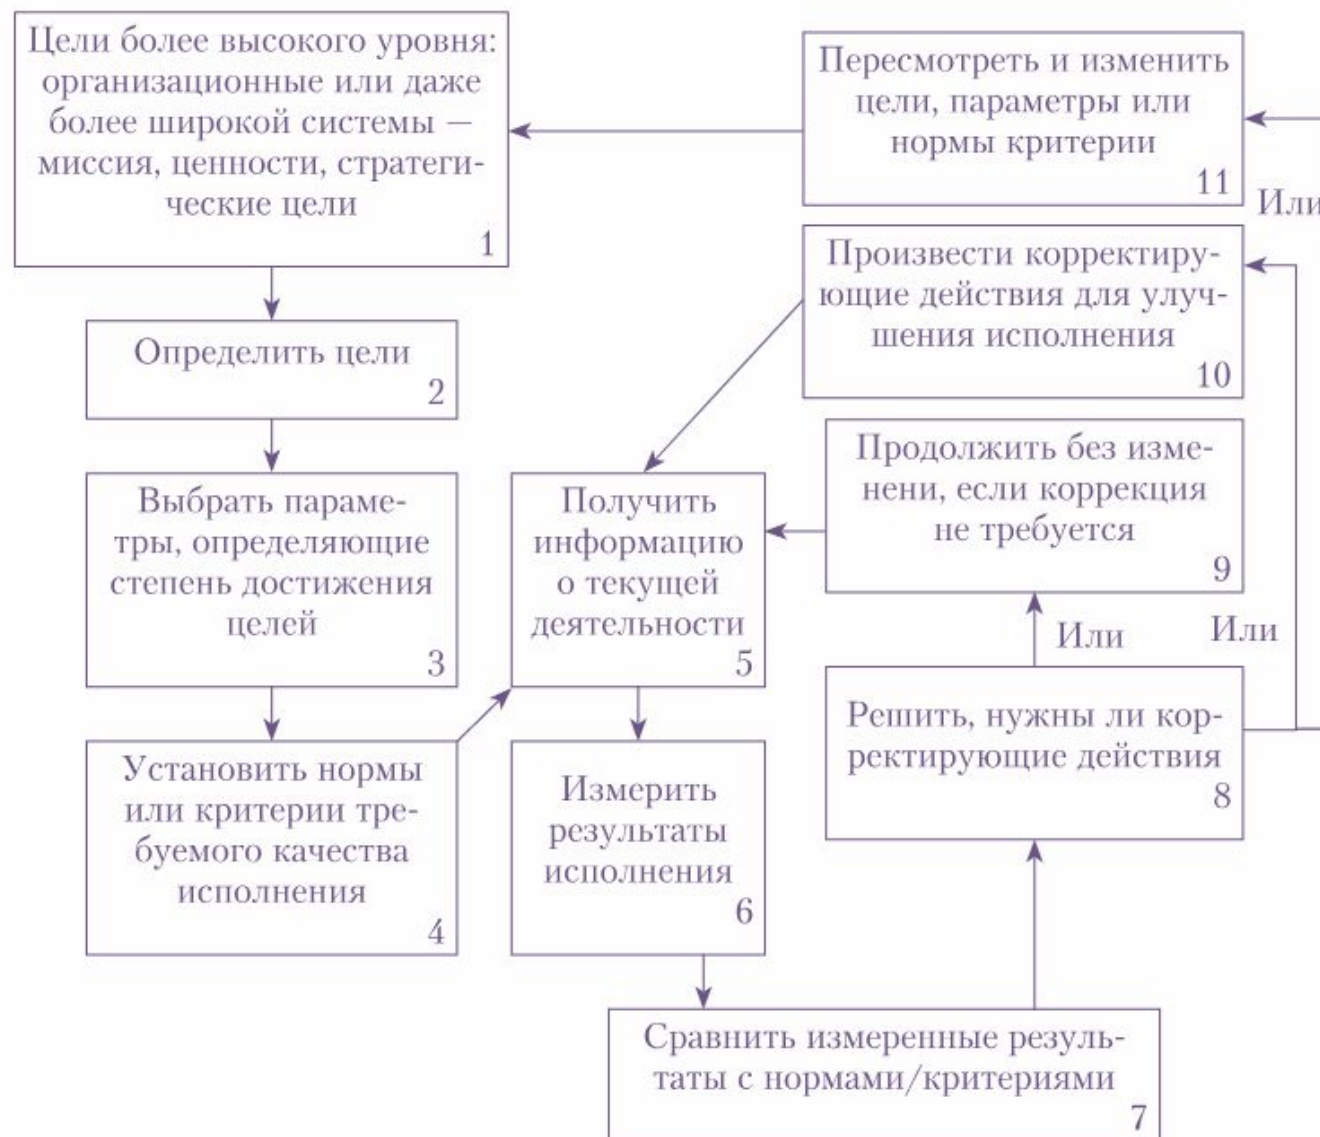 Цели более высокого уровня:
организационные или даже
более широкой системы —
миссия, ценности, стратеги-
ческие цели
1
Определить цели
2
Выбрать параме-
тры, определяющие
степень достижения
целей
3
Установить нормы
или критерии тре-
буемого качества
исполнения
4
Получить
информацию
о текущей
деятельности
5
Измерить
результаты
исполнения
6
Сравнить измеренные резуль-
таты с нормами/критериями
7
Решить, нужны ли кор-
ректирующие действия
8
Или
Или
Продолжить без изме-
нени, если коррекция
не требуется
9
Произвести корректиру-
ющие действия для улуч-
шения исполнения
10
Или
Пересмотреть и изменить
цели, параметры или
нормы критерии
11